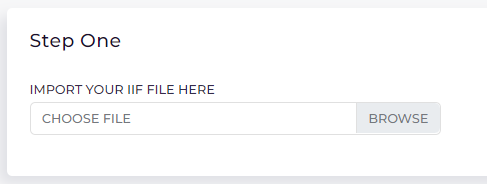 Step One
IMPORT YOUR IIF FILE HERE
CHOOSE FILE BROWSE